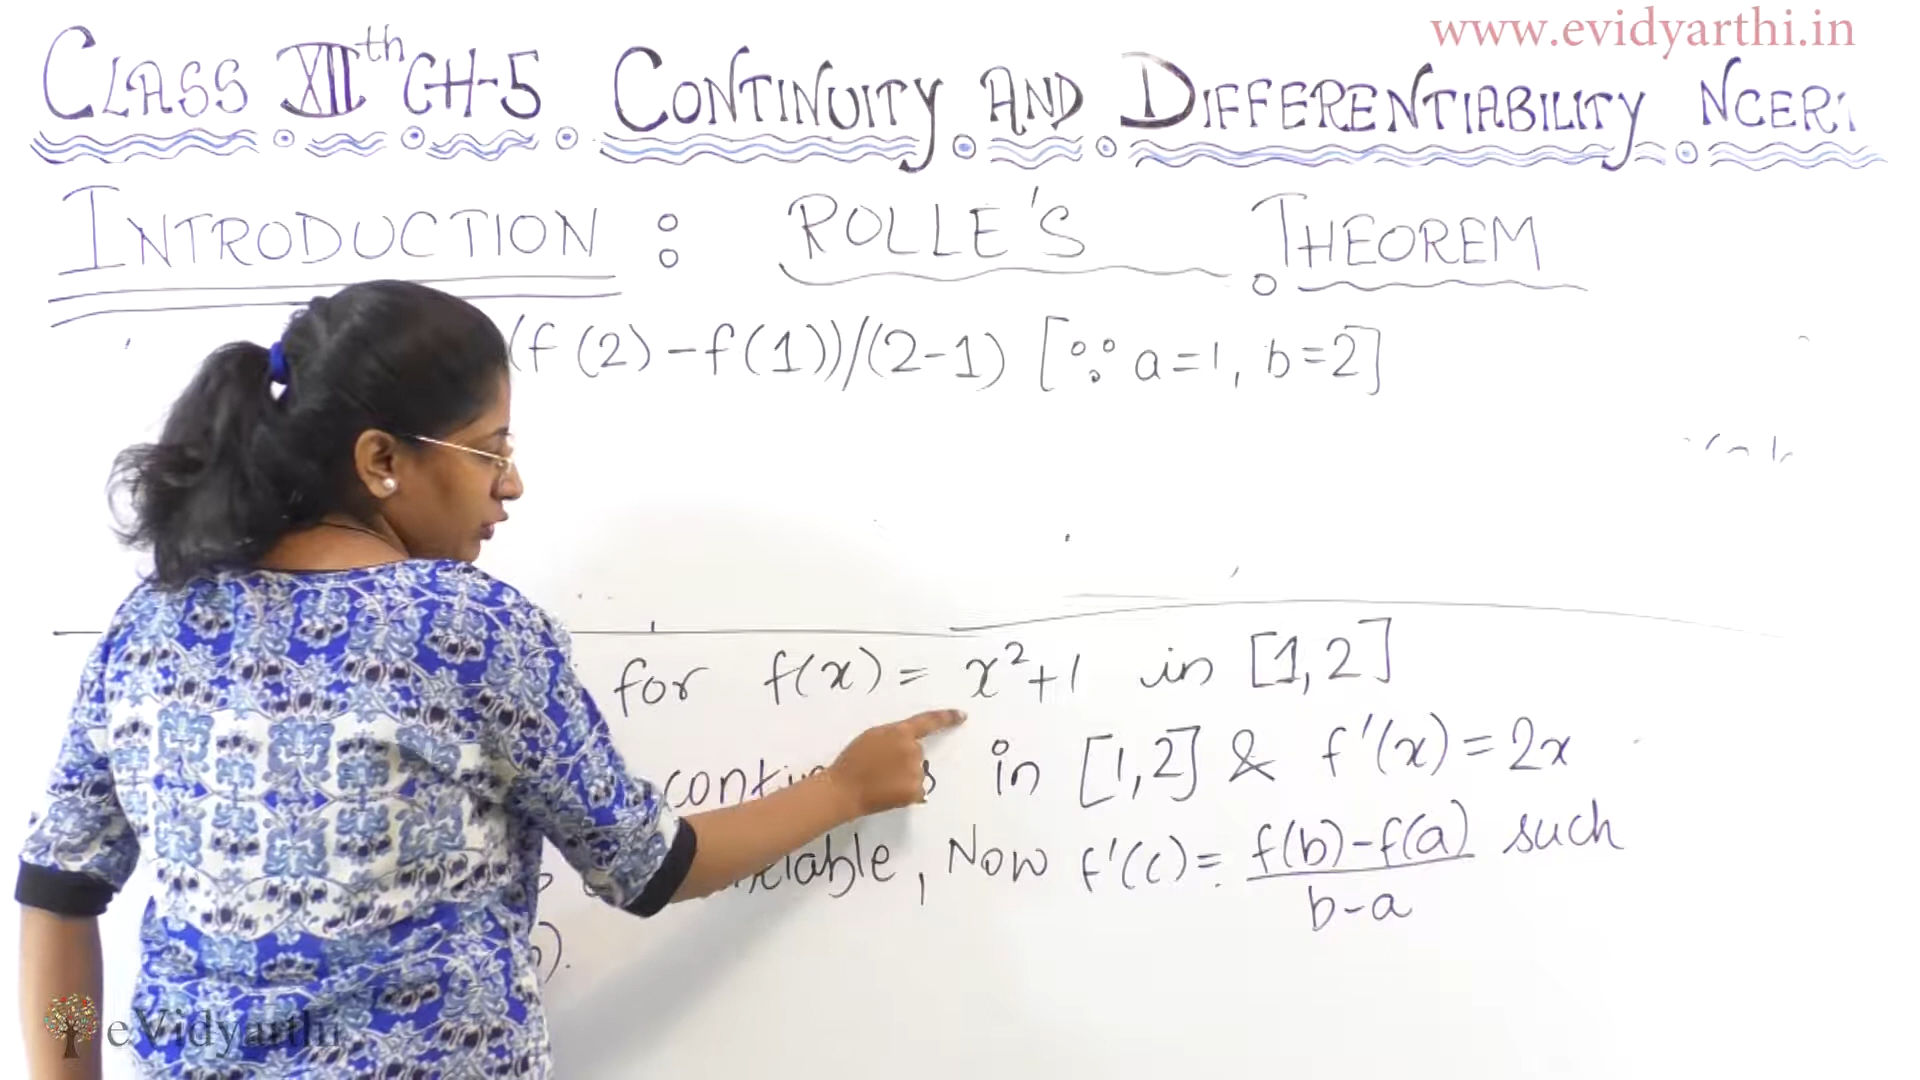 www.evidyarthi.in
CLASS XIIth CH-5 CONTINUITY AND DIFFERENTIABILITY NCERT
INTRODUCTION : ROLLE'S THEOREM
(f(2)-f(1))/(2-1) [∵ a=1, b=2]
for f(x) = x²+1 in [1,2]
in [1,2] & f'(x)=2x
, Now f'(c) = f(b)-f(a)/b-a such
eVidyarthi